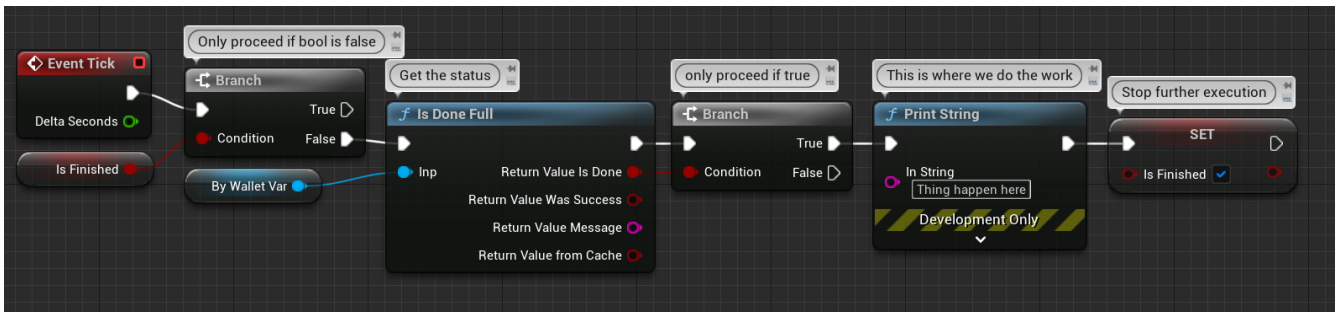 Only proceed if bool is false
Event Tick
Branch
Get the status
only proceed if true
This is where we do the work
Stop further execution
True
Delta Seconds
Condition
False
Is Finished
By Wallet Var
Is Done Full
Inp
Return Value Is Done
Return Value Was Success
Return Value Message
Return Value from Cache
Branch
True
Condition
False
Print String
In String
Thing happen here
Development Only
SET
Is Finished